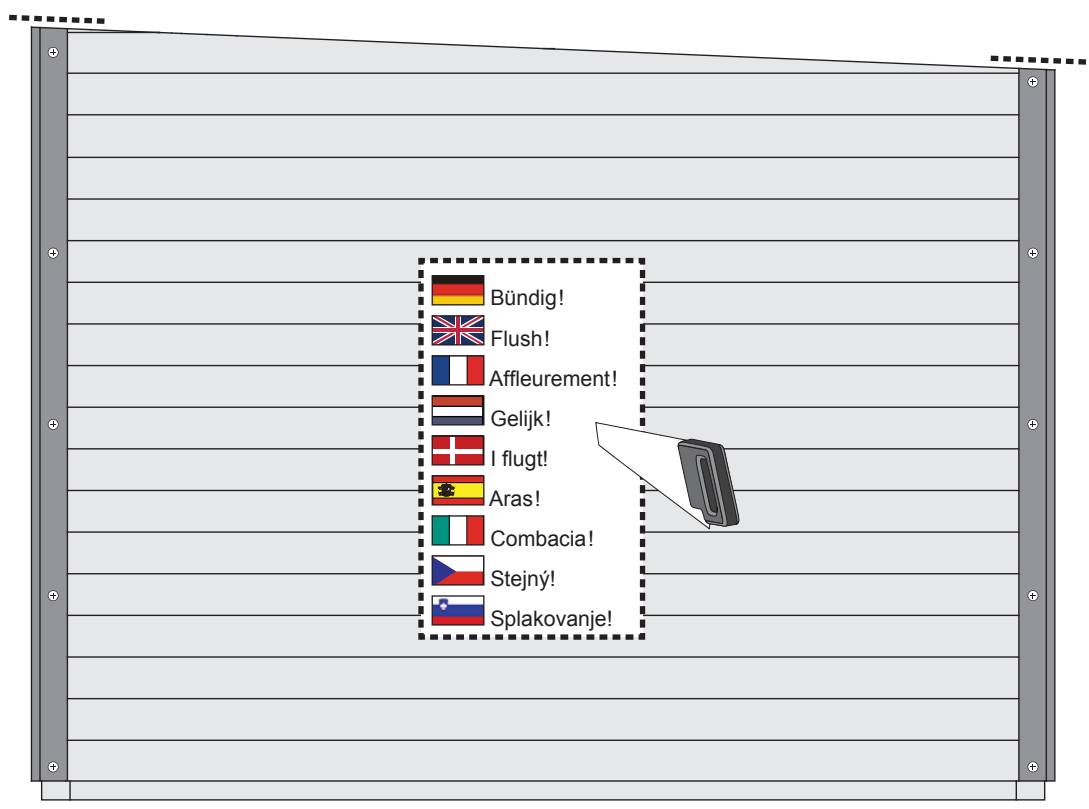 Bündig!
Flush!
Affleurement!
Gelijk!
I flugt!
Aras!
Combacia!
Stejný!
Splakovanje!